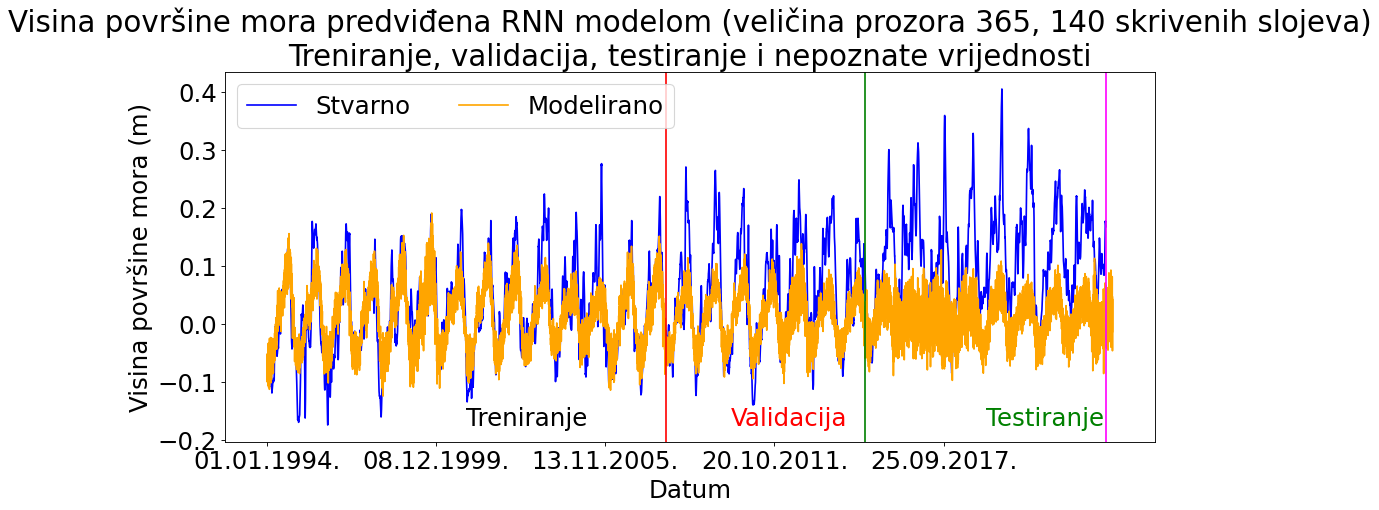 Visina površine mora predviđena RNN modelom (veličina prozora 365, 140 skrivenih slojeva)
Treniranje, validacija, testiranje i nepoznate vrijednosti
Stvarno Modelirano
Visina površine mora (m)
0.4
0.3
0.2
0.1
0.0
−0.1
−0.2
Treniranje Validacija Testiranje
01.01.1994. 08.12.1999. 13.11.2005. 20.10.2011. 25.09.2017.
Datum